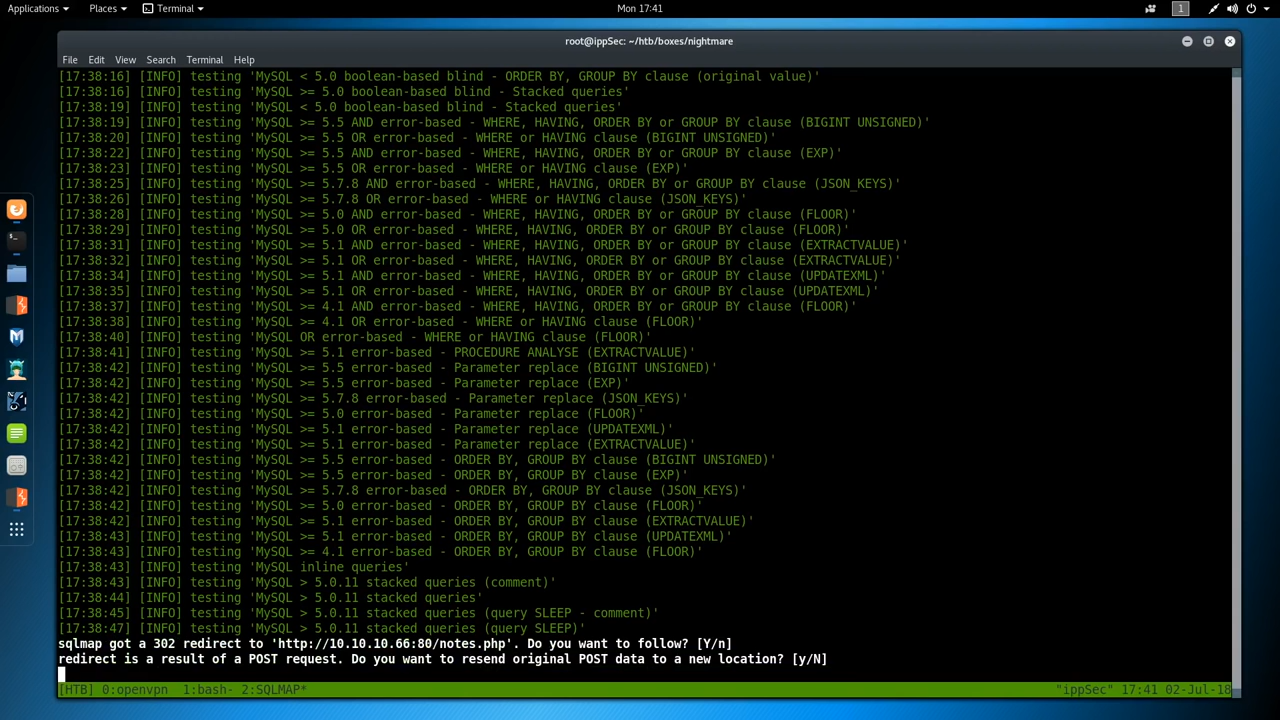 Applications Places Terminal Mon 17:41 1
root@ippSec: ~/htb/boxes/nightmare
File Edit View Search Terminal Help
[17:38:16] [INFO] testing 'MySQL < 5.0 boolean-based blind - ORDER BY, GROUP BY clause (original value)'
[17:38:16] [INFO] testing 'MySQL >= 5.0 boolean-based blind - Stacked queries'
[17:38:19] [INFO] testing 'MySQL < 5.0 boolean-based blind - Stacked queries'
[17:38:19] [INFO] testing 'MySQL >= 5.5 AND error-based - WHERE, HAVING, ORDER BY or GROUP BY clause (BIGINT UNSIGNED)'
[17:38:20] [INFO] testing 'MySQL >= 5.5 OR error-based - WHERE or HAVING clause (BIGINT UNSIGNED)'
[17:38:22] [INFO] testing 'MySQL >= 5.5 AND error-based - WHERE, HAVING, ORDER BY or GROUP BY clause (EXP)'
[17:38:23] [INFO] testing 'MySQL >= 5.5 OR error-based - WHERE or HAVING clause (EXP)'
[17:38:25] [INFO] testing 'MySQL >= 5.7.8 AND error-based - WHERE, HAVING, ORDER BY or GROUP BY clause (JSON_KEYS)'
[17:38:26] [INFO] testing 'MySQL >= 5.7.8 OR error-based - WHERE or HAVING clause (JSON_KEYS)'
[17:38:28] [INFO] testing 'MySQL >= 5.0 AND error-based - WHERE, HAVING, ORDER BY or GROUP BY clause (FLOOR)'
[17:38:29] [INFO] testing 'MySQL >= 5.0 OR error-based - WHERE, HAVING, ORDER BY or GROUP BY clause (FLOOR)'
[17:38:31] [INFO] testing 'MySQL >= 5.1 AND error-based - WHERE, HAVING, ORDER BY or GROUP BY clause (EXTRACTVALUE)'
[17:38:32] [INFO] testing 'MySQL >= 5.1 OR error-based - WHERE, HAVING, ORDER BY or GROUP BY clause (EXTRACTVALUE)'
[17:38:34] [INFO] testing 'MySQL >= 5.1 AND error-based - WHERE, HAVING, ORDER BY or GROUP BY clause (UPDATEXML)'
[17:38:35] [INFO] testing 'MySQL >= 5.1 OR error-based - WHERE, HAVING, ORDER BY or GROUP BY clause (UPDATEXML)'
[17:38:37] [INFO] testing 'MySQL >= 4.1 AND error-based - WHERE, HAVING, ORDER BY or GROUP BY clause (FLOOR)'
[17:38:38] [INFO] testing 'MySQL >= 4.1 OR error-based - WHERE or HAVING clause (FLOOR)'
[17:38:40] [INFO] testing 'MySQL OR error-based - WHERE or HAVING clause (FLOOR)'
[17:38:41] [INFO] testing 'MySQL >= 5.1 error-based - PROCEDURE ANALYSE (EXTRACTVALUE)'
[17:38:42] [INFO] testing 'MySQL >= 5.5 error-based - Parameter replace (BIGINT UNSIGNED)'
[17:38:42] [INFO] testing 'MySQL >= 5.5 error-based - Parameter replace (EXP)'
[17:38:42] [INFO] testing 'MySQL >= 5.7.8 error-based - Parameter replace (JSON_KEYS)'
[17:38:42] [INFO] testing 'MySQL >= 5.0 error-based - Parameter replace (FLOOR)'
[17:38:42] [INFO] testing 'MySQL >= 5.1 error-based - Parameter replace (UPDATEXML)'
[17:38:42] [INFO] testing 'MySQL >= 5.1 error-based - Parameter replace (EXTRACTVALUE)'
[17:38:42] [INFO] testing 'MySQL >= 5.5 error-based - ORDER BY, GROUP BY clause (BIGINT UNSIGNED)'
[17:38:42] [INFO] testing 'MySQL >= 5.5 error-based - ORDER BY, GROUP BY clause (EXP)'
[17:38:42] [INFO] testing 'MySQL >= 5.7.8 error-based - ORDER BY, GROUP BY clause (JSON_KEYS)'
[17:38:42] [INFO] testing 'MySQL >= 5.0 error-based - ORDER BY, GROUP BY clause (FLOOR)'
[17:38:42] [INFO] testing 'MySQL >= 5.1 error-based - ORDER BY, GROUP BY clause (EXTRACTVALUE)'
[17:38:43] [INFO] testing 'MySQL >= 5.1 error-based - ORDER BY, GROUP BY clause (UPDATEXML)'
[17:38:43] [INFO] testing 'MySQL >= 4.1 error-based - ORDER BY, GROUP BY clause (FLOOR)'
[17:38:43] [INFO] testing 'MySQL inline queries'
[17:38:43] [INFO] testing 'MySQL > 5.0.11 stacked queries (comment)'
[17:38:44] [INFO] testing 'MySQL > 5.0.11 stacked queries'
[17:38:45] [INFO] testing 'MySQL > 5.0.11 stacked queries (query SLEEP - comment)'
[17:38:47] [INFO] testing 'MySQL > 5.0.11 stacked queries (query SLEEP)'
sqlmap got a 302 redirect to 'http://10.10.10.66:80/notes.php'. Do you want to follow? [Y/n]
redirect is a result of a POST request. Do you want to resend original POST data to a new location? [y/N]
[HTB] 0:openvpn 1:bash- 2:SQLMAP* "ippSec" 17:41 02-Jul-18